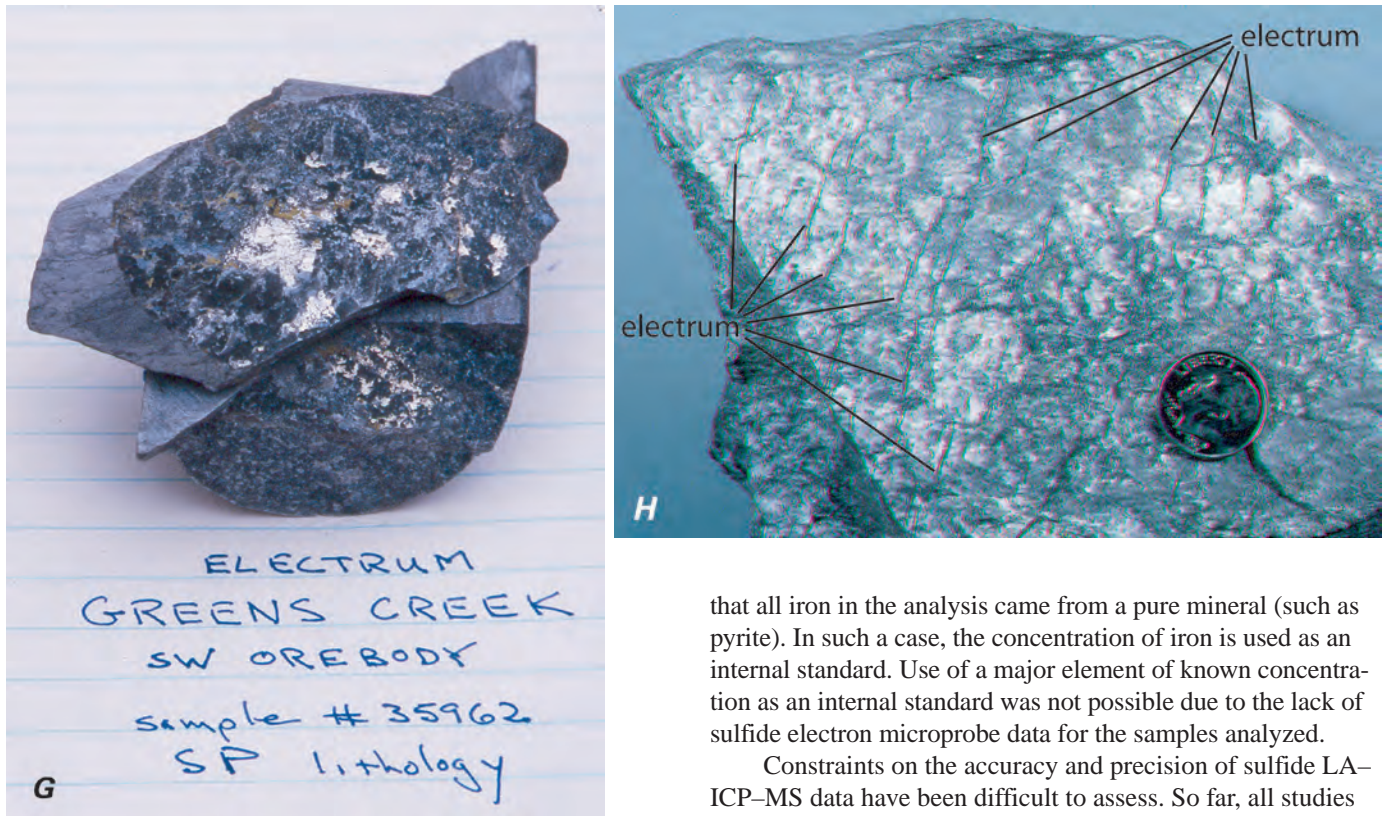 ELECTRUM
GREENS CREEK
SW OREBODY
sample # 35962
SP lithology
G
electrum
electrum
H
that all iron in the analysis came from a pure mineral (such as
pyrite). In such a case, the concentration of iron is used as an
internal standard. Use of a major element of known concentra-
tion as an internal standard was not possible due to the lack of
sulfide electron microprobe data for the samples analyzed.
Constraints on the accuracy and precision of sulfide LA–
ICP–MS data have been difficult to assess. So far, all studies